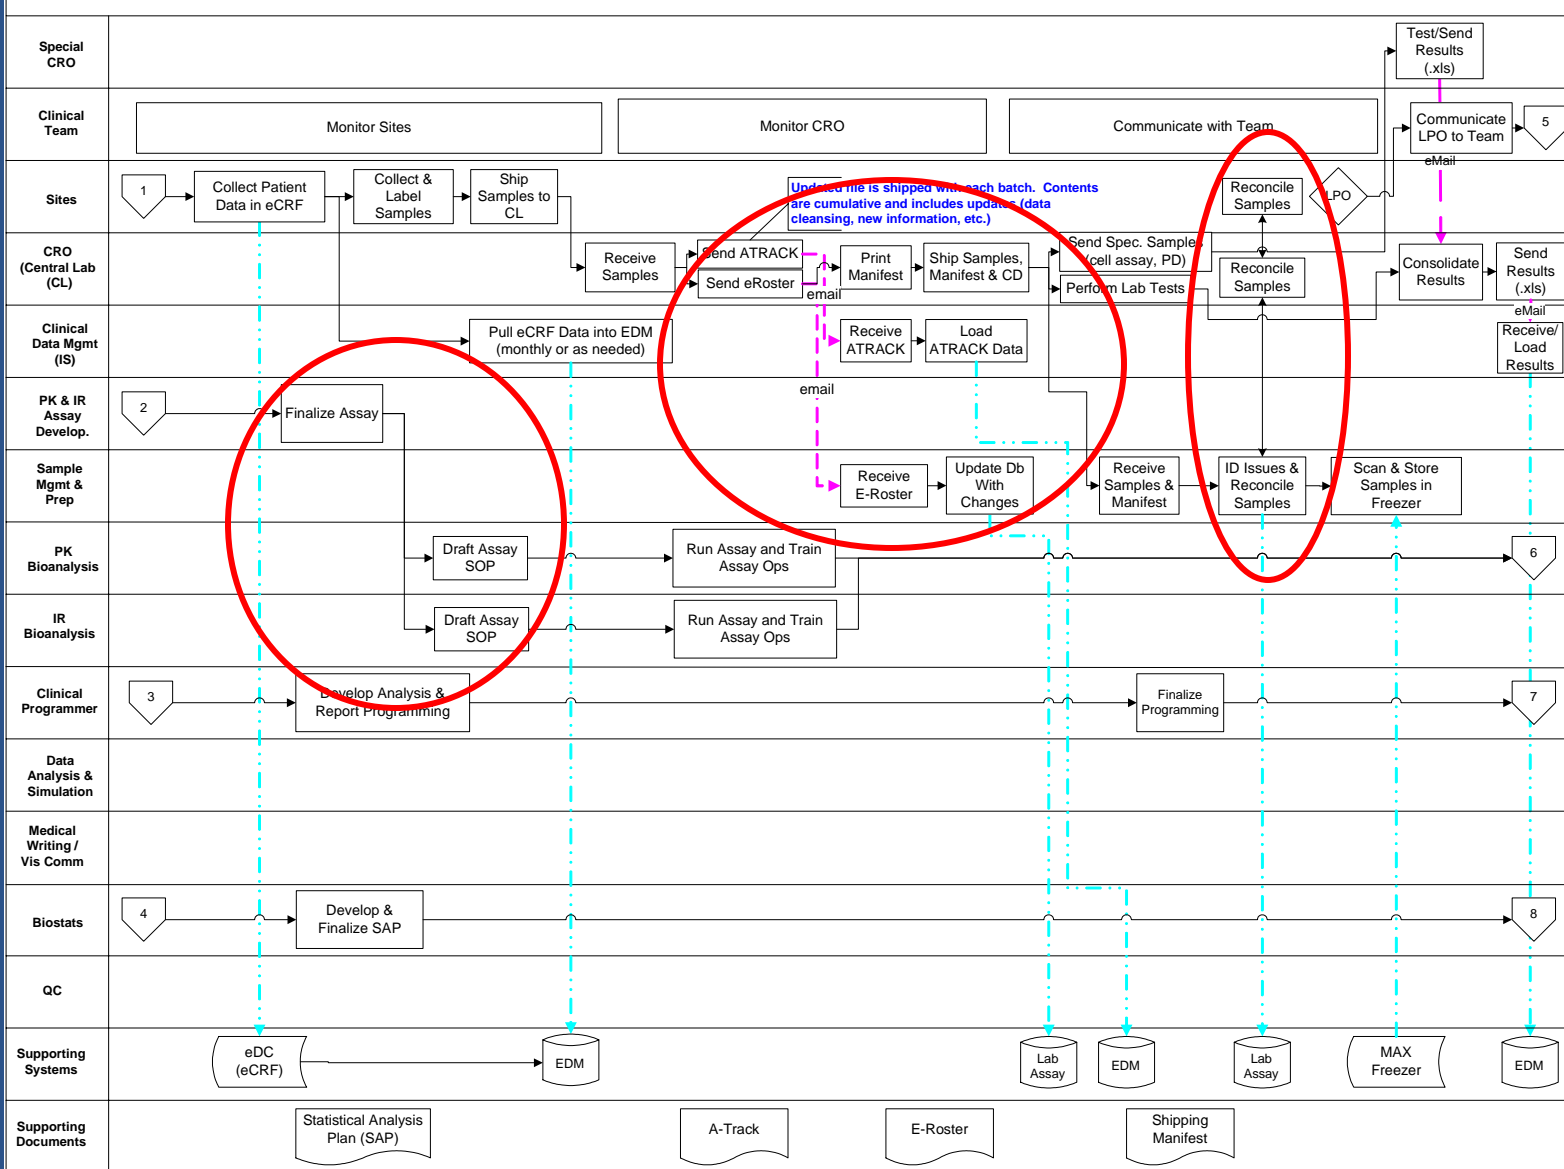 Special
CRO
Test/Send
Results
(.xls)
Clinical
Team
Monitor Sites
Monitor CRO
Communicate with Team
Communicate
LPO to Team
5
eMail
Sites
1
Collect Patient
Data in eCRF
Collect &
Label
Samples
Ship
Samples to
CL
Updated file is shipped with each batch.  Contents
are cumulative and includes updates (data
cleansing, new information, etc.)
Reconcile
Samples
LPO
CRO
(Central Lab
(CL)
Receive
Samples
Send ATRACK
Send eRoster
email
Print
Manifest
Ship Samples,
Manifest & CD
Send Spec. Samples
(cell assay, PD)
Perform Lab Tests
Reconcile
Samples
Consolidate
Results
Send
Results
(.xls)
eMail
Clinical
Data Mgmt
(IS)
Pull eCRF Data into EDM
(monthly or as needed)
Receive
ATRACK
Load
ATRACK Data
Receive/
Load
Results
PK & IR
Assay
Develop.
2
Finalize Assay
email
Sample
Mgmt &
Prep
Receive
E-Roster
Update Db
With
Changes
Receive
Samples &
Manifest
ID Issues &
Reconcile
Samples
Scan & Store
Samples in
Freezer
PK
Bioanalysis
Draft Assay
SOP
Run Assay and Train
Assay Ops
6
IR
Bioanalysis
Draft Assay
SOP
Run Assay and Train
Assay Ops
Clinical
Programmer
3
Develop Analysis &
Report Programming
Finalize
Programming
7
Data
Analysis &
Simulation
Medical
Writing /
Vis Comm
Biostats
4
Develop &
Finalize SAP
8
QC
Supporting
Systems
eDC
(eCRF)
EDM
Lab
Assay
EDM
Lab
Assay
MAX
Freezer
EDM
Supporting
Documents
Statistical Analysis
Plan (SAP)
A-Track
E-Roster
Shipping
Manifest